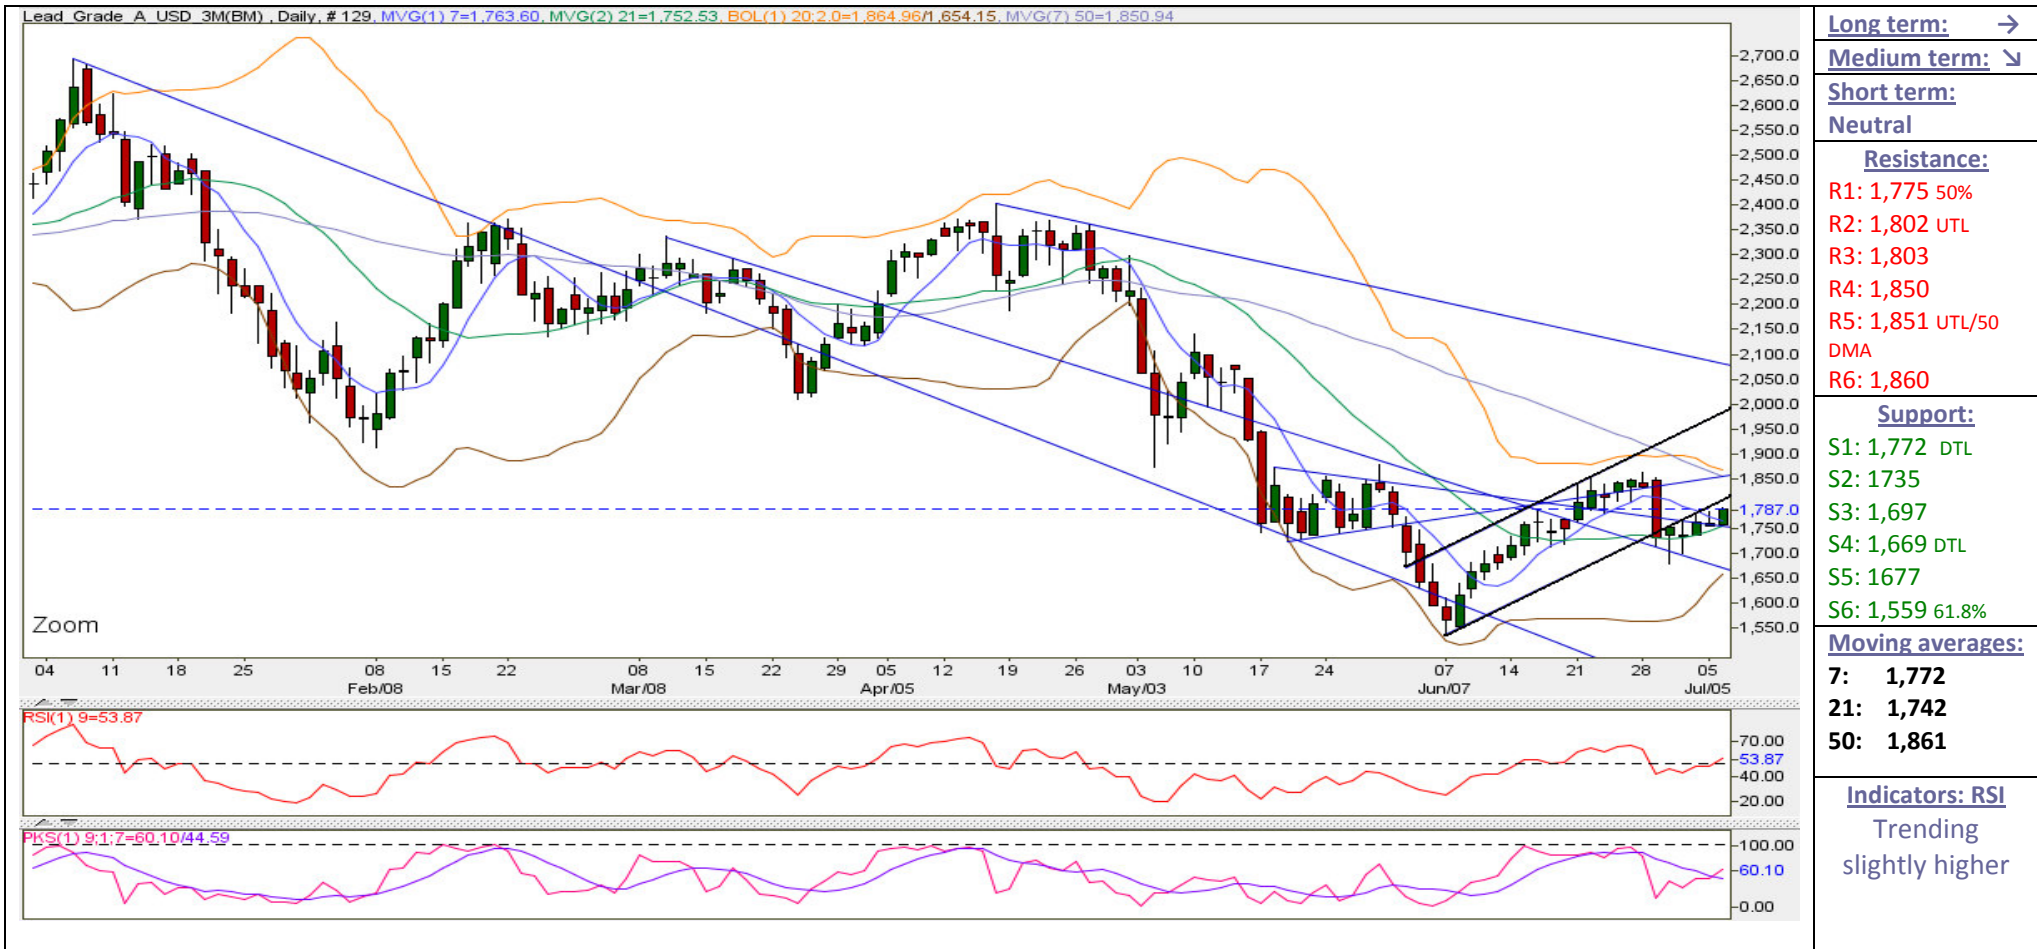 Lead_Grade_A_USD_3M(BM) , Daily, # 129, MVG(1) 7=1,763.60, MVG(2) 21=1,752.53, BOL(1) 20;2.0=1,864.96/1,654.15, MVG(7) 50=1,850.94
2,700.0
2,650.0
2,600.0
2,550.0
2,500.0
2,450.0
2,400.0
2,350.0
2,300.0
2,250.0
2,200.0
2,150.0
2,100.0
2,050.0
2,000.0
1,950.0
1,900.0
1,850.0
1,787.0
1,750.0
1,700.0
1,650.0
1,600.0
1,550.0
Zoom
04 11 18 25 08 15 22 08 15 22 29 05 12 19 26 03 10 17 24 07 14 21 28 05
Feb/08 Mar/08 Apr/05 May/03 Jun/07 Jul/05
RSI(1) 9=53.87
70.00
53.87
40.00
20.00
PKS(1) 9;1;7=60.10/44.59
100.00
60.10
0.00
Long term: →
Medium term: ↘
Short term:
Neutral
Resistance:
R1: 1,775 50%
R2: 1,802 UTL
R3: 1,803
R4: 1,850
R5: 1,851 UTL/50
DMA
R6: 1,860
Support:
S1: 1,772 DTL
S2: 1735
S3: 1,697
S4: 1,669 DTL
S5: 1677
S6: 1,559 61.8%
Moving averages:
7: 1,772
21: 1,742
50: 1,861
Indicators: RSI
Trending
slightly higher